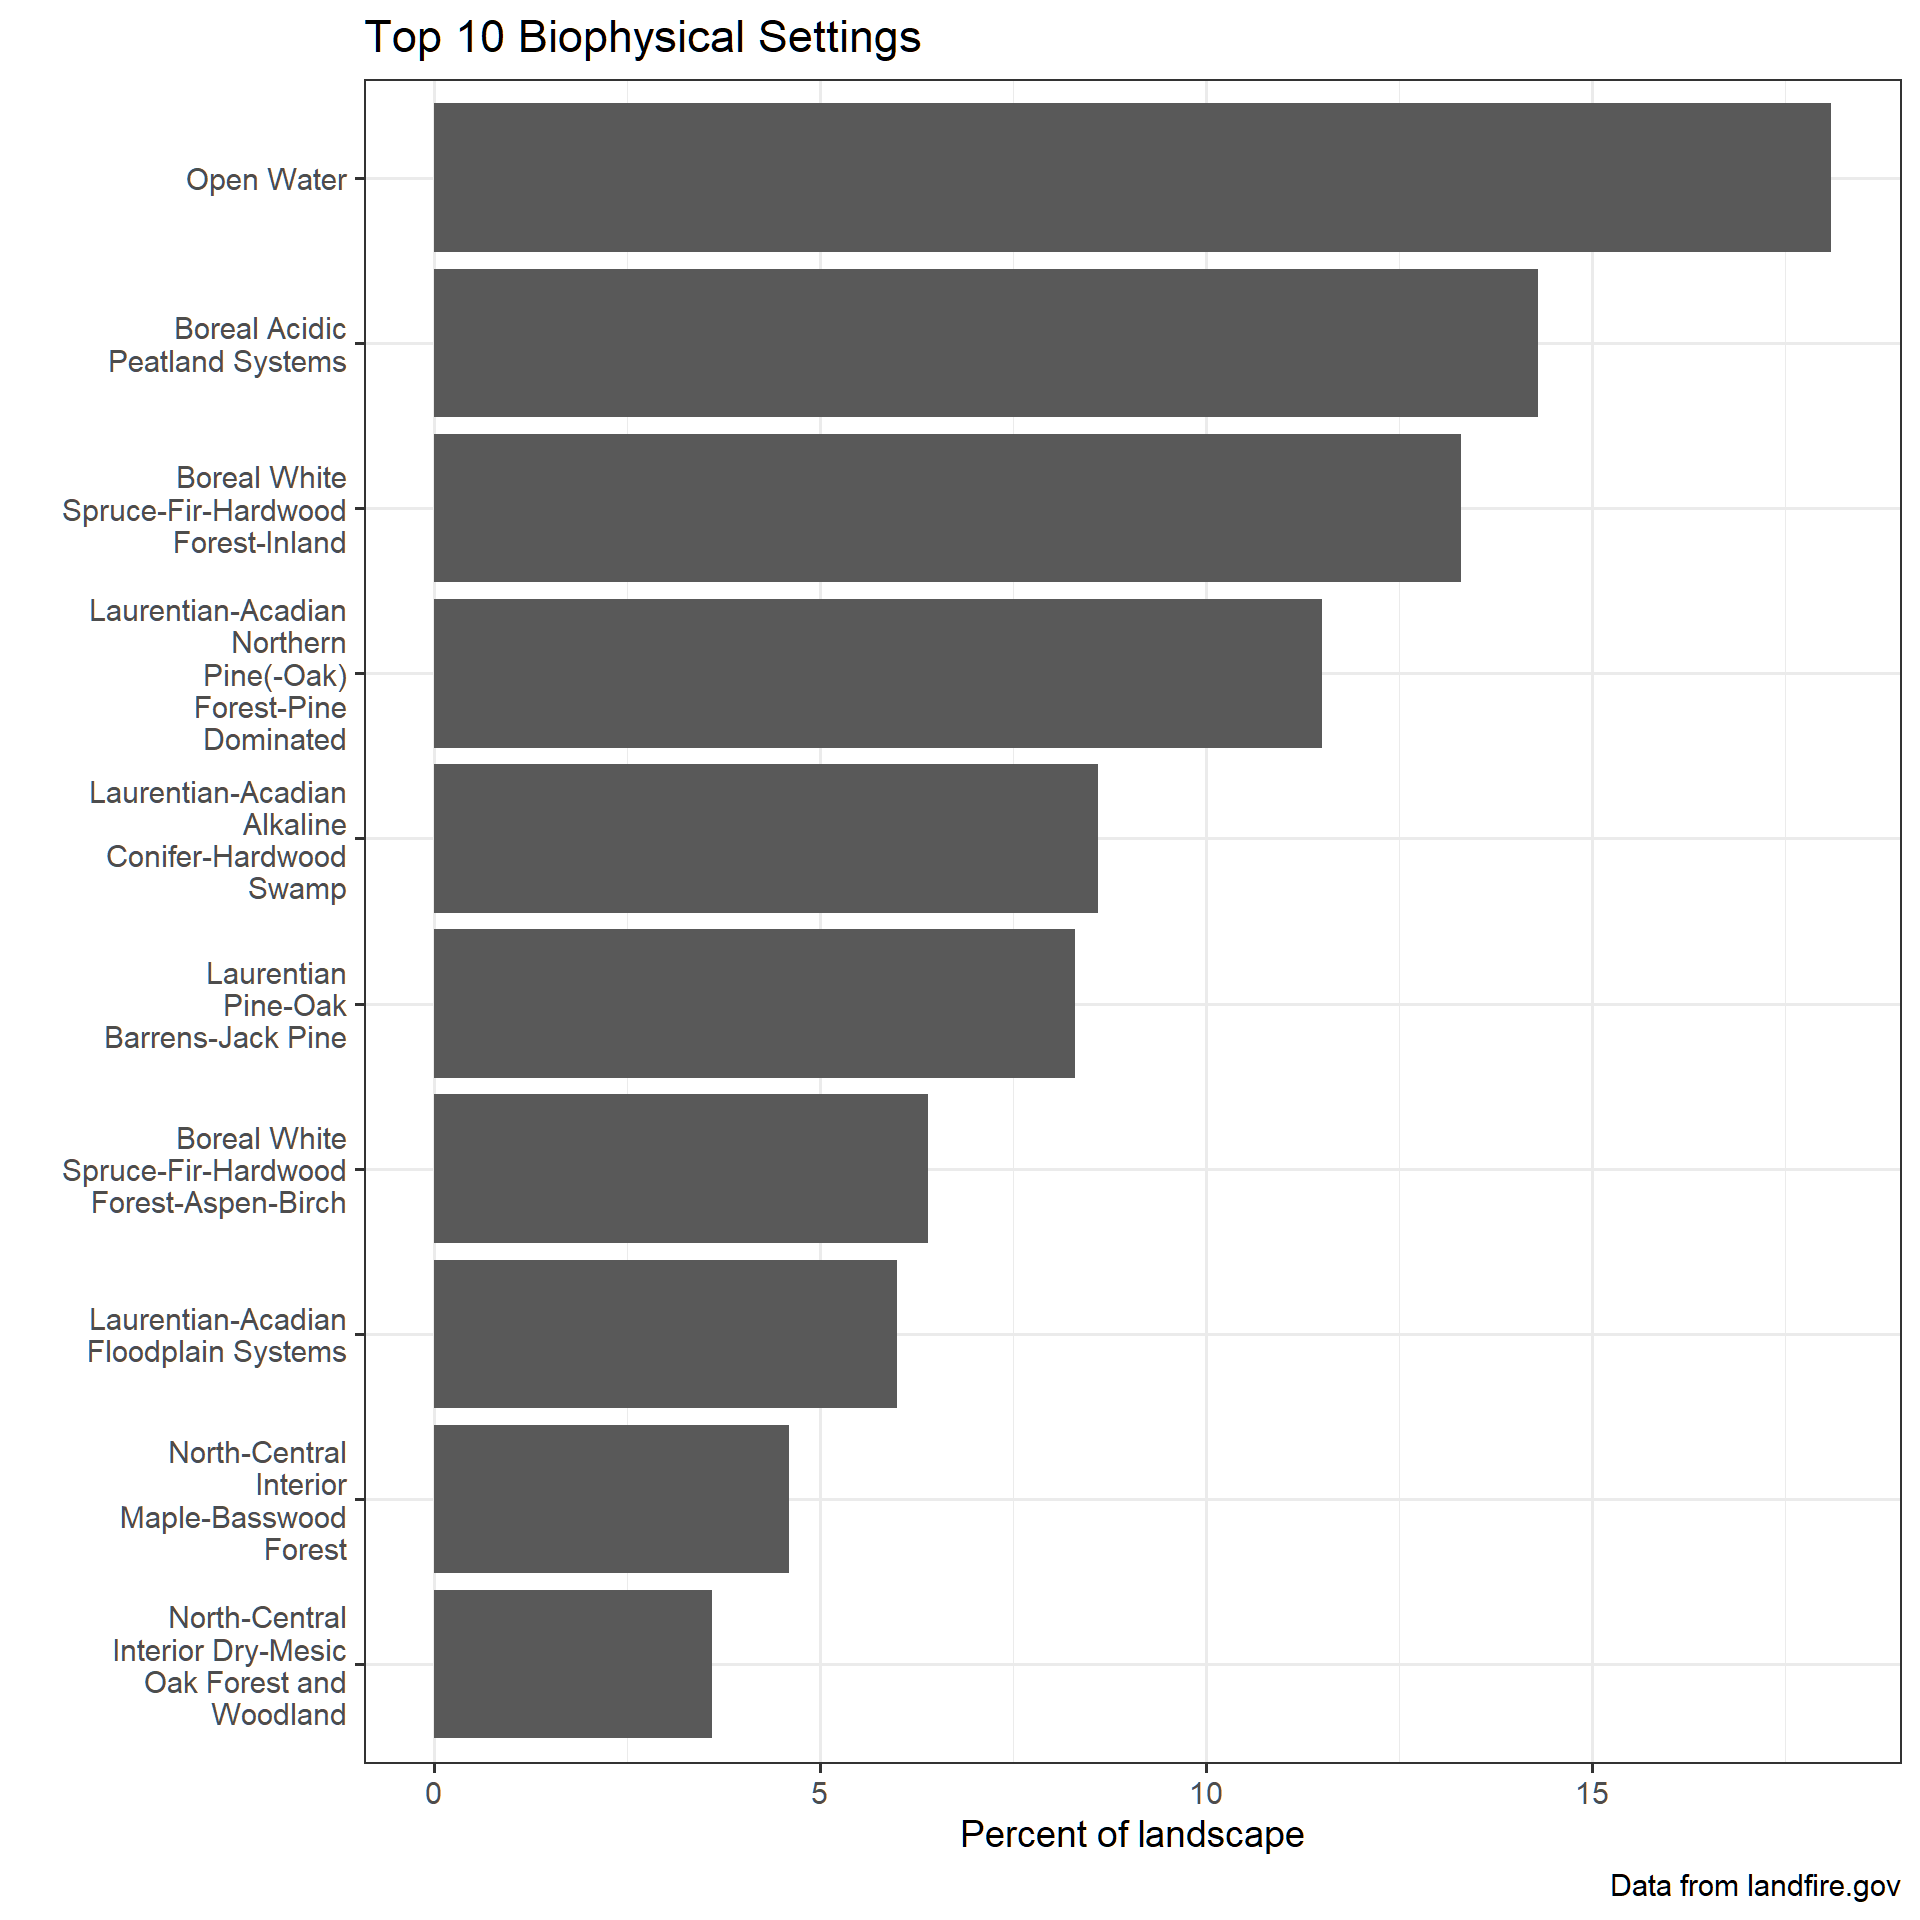 Top 10 Biophysical Settings
Open Water
Boreal Acidic
Peatland Systems
Boreal White
Spruce-Fir-Hardwood
Forest-Inland
Laurentian-Acadian
Northern
Pine(-Oak)
Forest-Pine
Dominated
Laurentian-Acadian
Alkaline
Conifer-Hardwood
Swamp
Laurentian
Pine-Oak
Barrens-Jack Pine
Boreal White
Spruce-Fir-Hardwood
Forest-Aspen-Birch
Laurentian-Acadian
Floodplain Systems
North-Central
Interior
Maple-Basswood
Forest
North-Central
Interior Dry-Mesic
Oak Forest and
Woodland
0 5 10 15
Percent of landscape
Data from landfire.gov